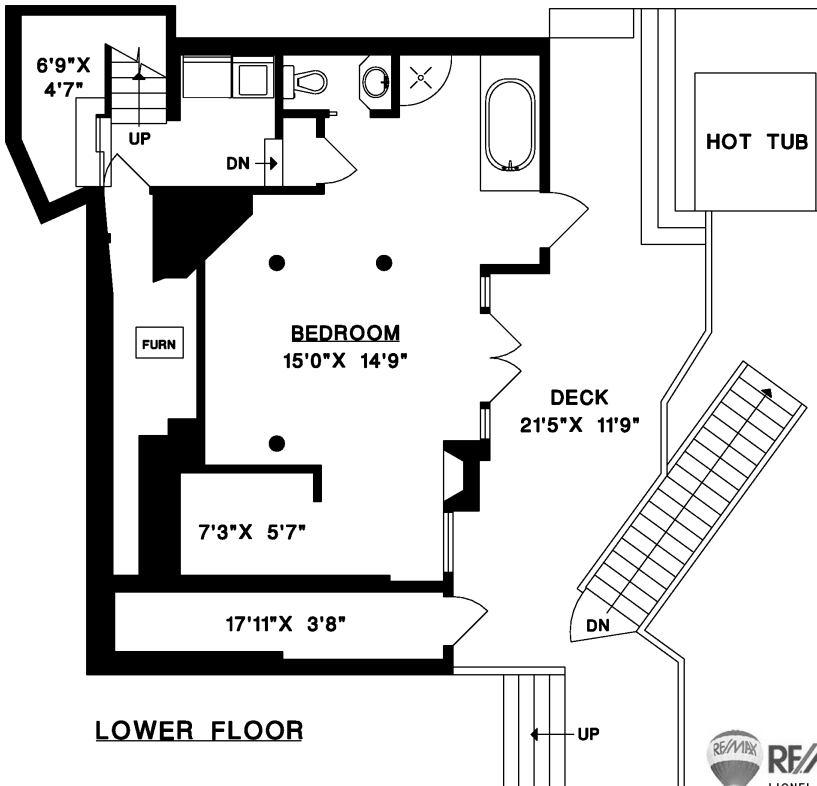 6'9"X
4'7"
UP
DN
HOT TUB
FURN
BEDROOM
15'0"X 14'9"
DECK
21'5"X 11'9"
7'3"X 5'7"
17'11"X 3'8"
DN
LOWER FLOOR
UP
RE/MAX